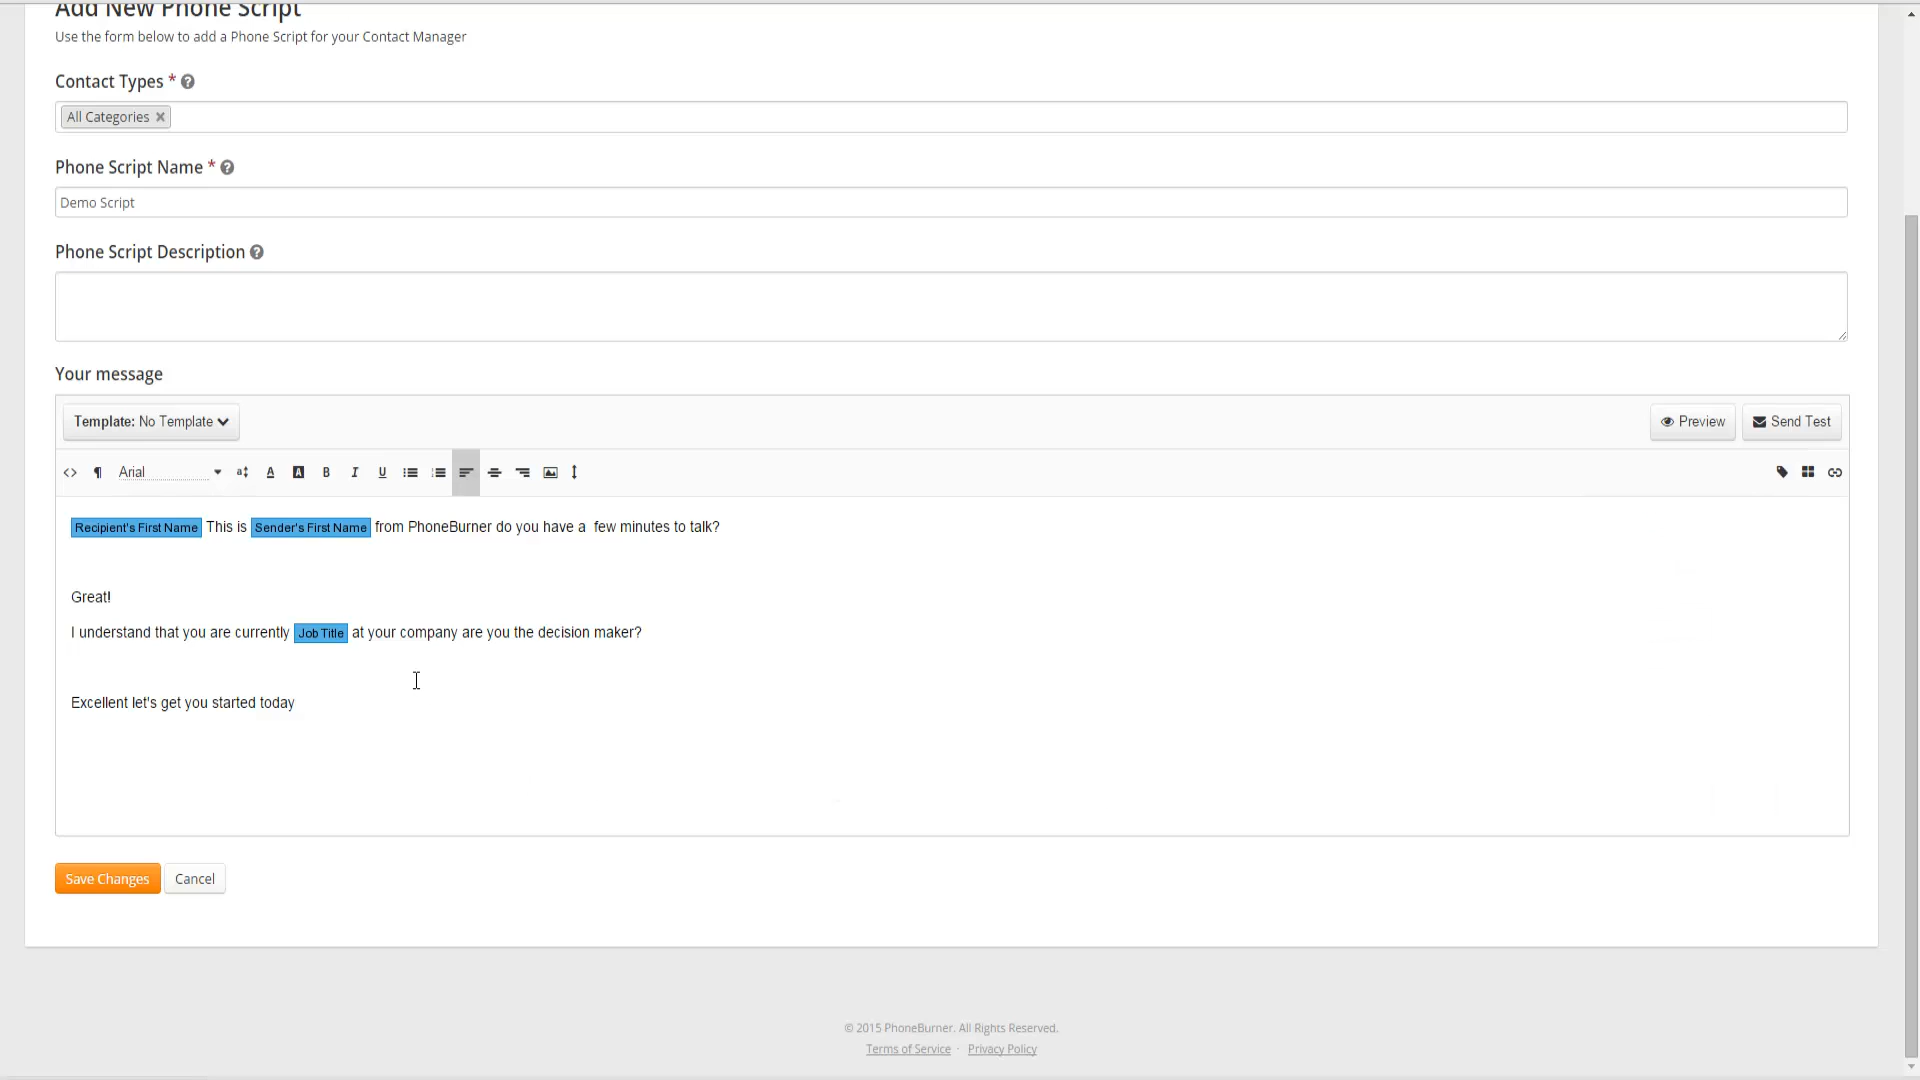 Add New Phone Script
Use the form below to add a Phone Script for your Contact Manager
Contact Types *
All Categories
Phone Script Name *
Demo Script
Phone Script Description
Your message
Template: No Template
Preview
Send Test
Arial
Recipient's First Name This is Sender's First Name from PhoneBurner do you have a  few minutes to talk?
Great!
I understand that you are currently Job Title at your company are you the decision maker?
Excellent let's get you started today
Save Changes
Cancel
© 2015 PhoneBurner. All Rights Reserved.
Terms of Service · Privacy Policy